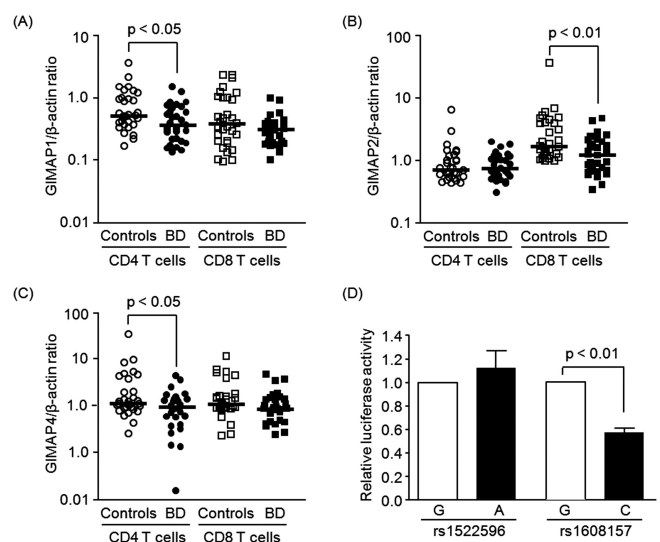 (A)
p < 0.05
GIMAP1/β-actin ratio
10
1.0
0.1
0.01
Controls BD Controls BD
CD4 T cells CD8 T cells
(B)
p < 0.01
GIMAP2/β-actin ratio
100
10
1.0
0.1
Controls BD Controls BD
CD4 T cells CD8 T cells
(C)
p < 0.05
GIMAP4/β-actin ratio
100
10
1.0
1.0
0.01
Controls BD Controls BD
CD4 T cells CD8 T cells
(D)
p < 0.01
Relative luciferase activity
1.4
1.2
1.0
0.8
0.6
0.4
0.2
0.0
G A G C
rs1522596 rs1608157